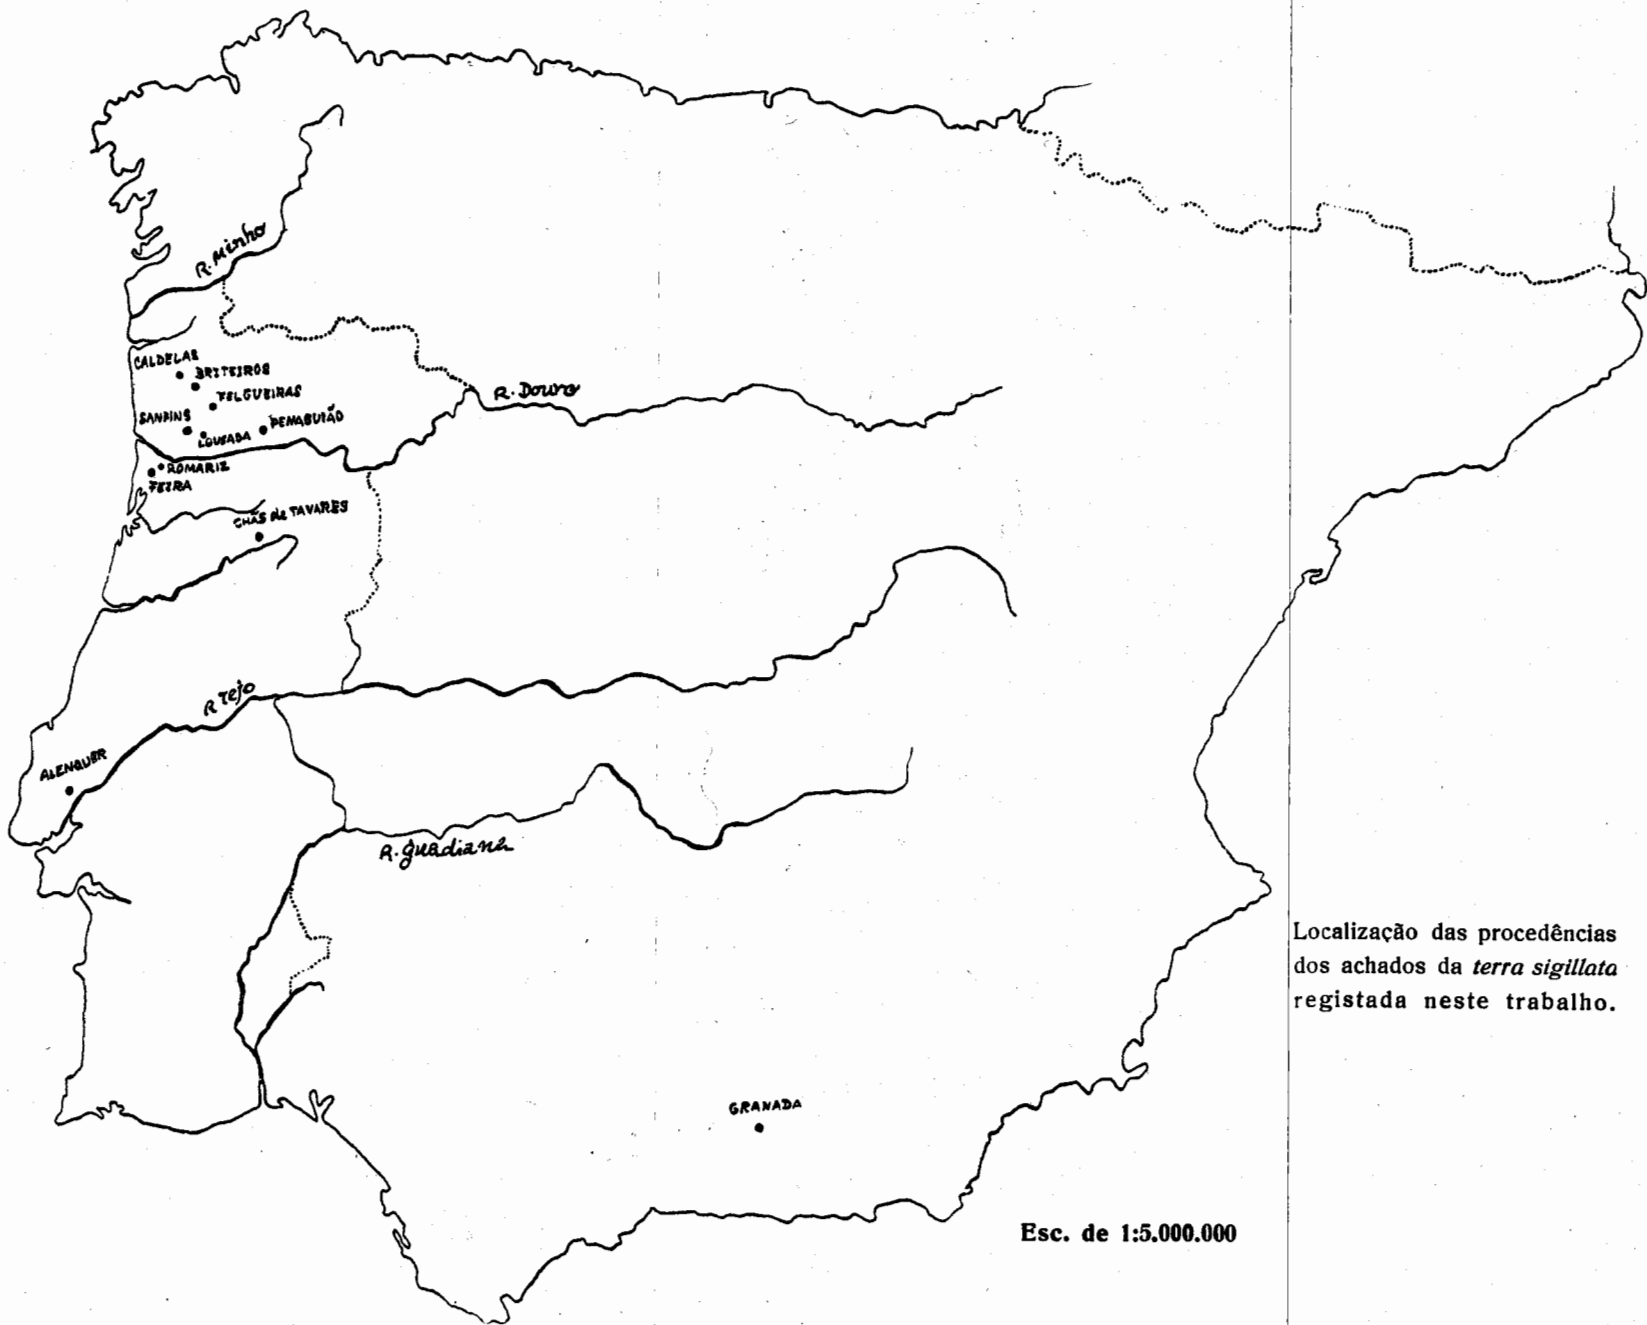 R. Minho
CALDELAS
BRITEIROS
FELGUEIRAS
SANFINS
LOUSADA
PENABUIÃO
R. Douro
ROMARIZ
FEIRA
CHÃS de TAVARES
R Tejo
ALENQUER
R. Guadiana
GRANADA
Localização das procedências
dos achados da terra sigillata
registada neste trabalho.
Esc. de 1:5.000.000